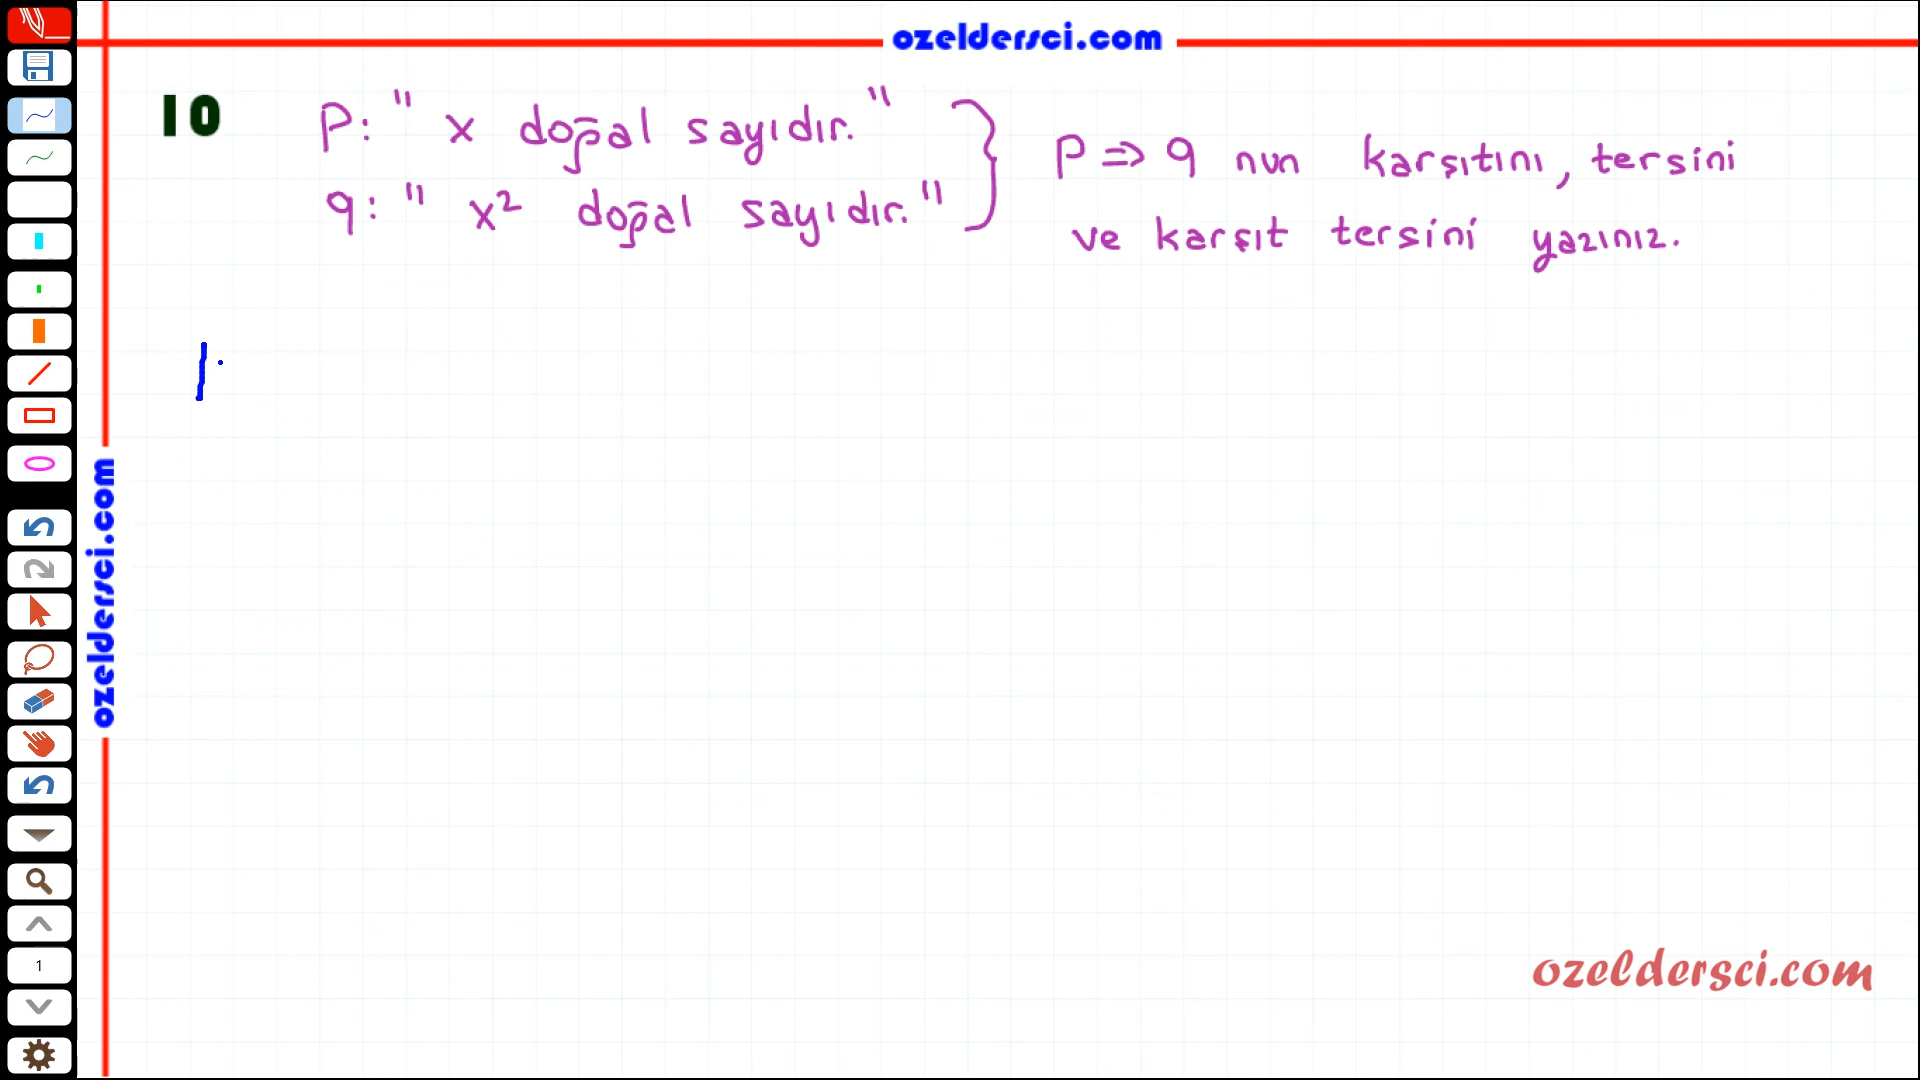 ozeldersci.com
10 P: " x doğal sayıdır. "
q: " x² doğal sayıdır. "
P ⇒ q nun karşıtını, tersini
ve karşıt tersini yazınız.
ozeldersci.com
1
ozeldersci.com